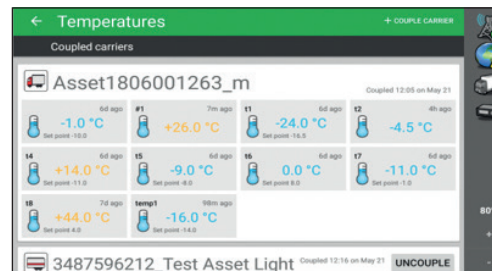 ← Temperatures + COUPLE CARRIER
Coupled carriers
Asset1806001263_m Coupled 12:05 on May 21
6d ago #1 7m ago t1 6d ago t2 4h ago
-1.0 °C +26.0 °C -24.0 °C -4.5 °C
Set point -10.0 Set point -16.5
t4 6d ago t5 6d ago t6 6d ago t7 6d ago
+14.0 °C -9.0 °C 0.0 °C -11.0 °C
Set point -11.0 Set point -8.0 Set point 8.0 Set point -1.0
t8 7d ago temp1 98m ago
+44.0 °C -16.0 °C
Set point 4.0 Set point -14.0
80°
3487596212_Test Asset Light Coupled 12:16 on May 21 UNCOUPLE